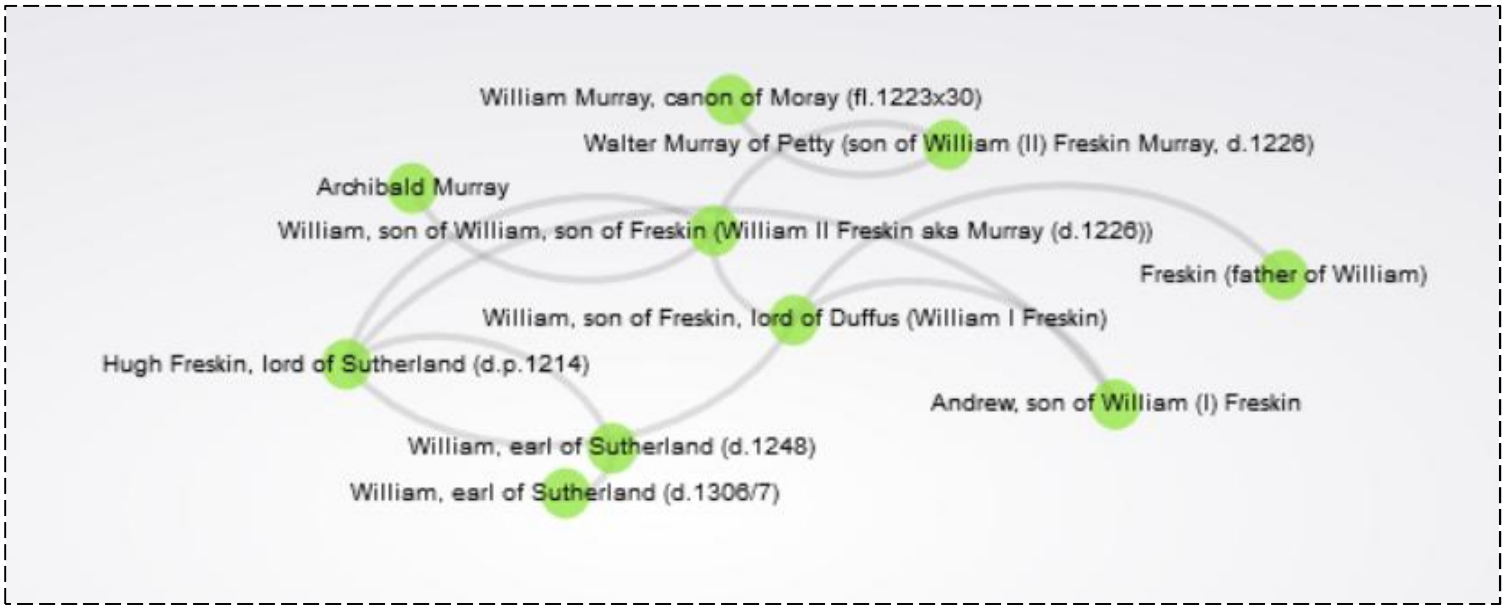 William Murray, canon of Moray (fl.1223x30)
Walter Murray of Petty (son of William (II) Freskin Murray, d.1226)
Archibald Murray
William, son of William, son of Freskin (William II Freskin aka Murray (d.1226))
Freskin (father of William)
William, son of Freskin, lord of Duffus (William I Freskin)
Hugh Freskin, lord of Sutherland (d.p.1214)
Andrew, son of William (I) Freskin
William, earl of Sutherland (d.1248)
William, earl of Sutherland (d.1306/7)